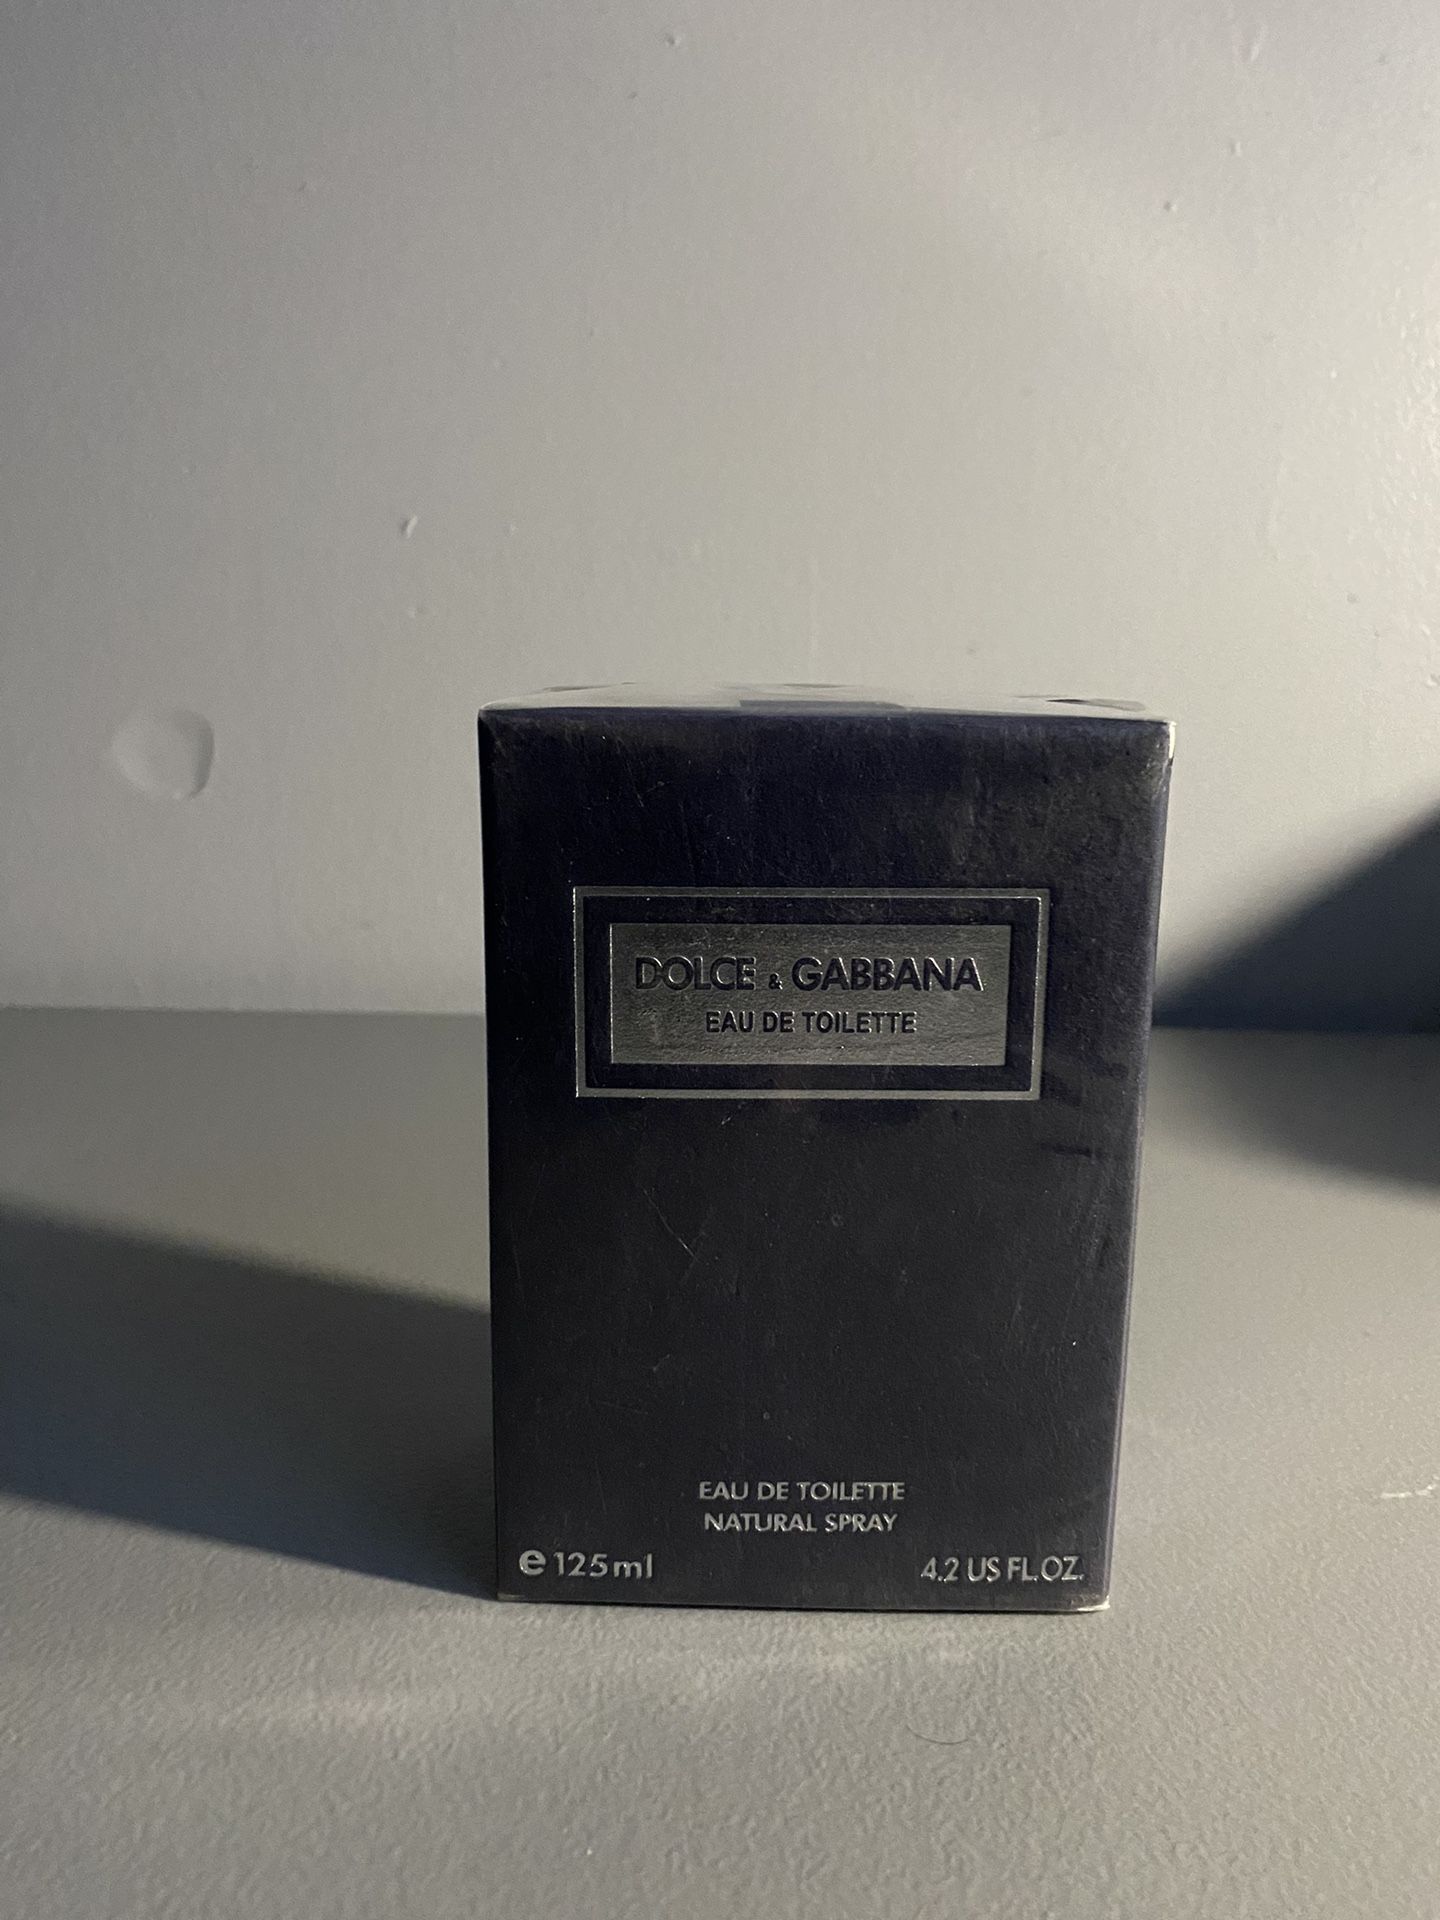 DOLCE & GABBANA
EAU DE TOILETTE
EAU DE TOILETTE
NATURAL SPRAY
e 125ml 4.2 US FL.OZ.